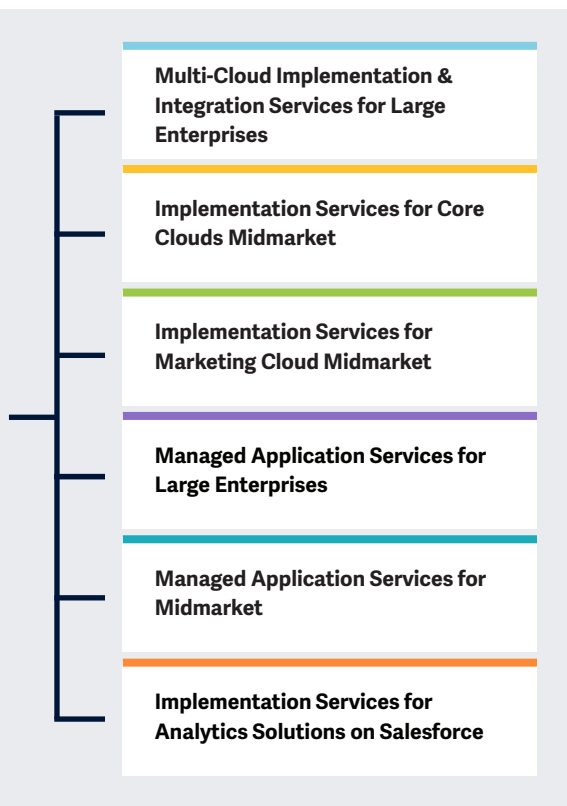 Multi-Cloud Implementation &
Integration Services for Large
Enterprises
Implementation Services for Core
Clouds Midmarket
Implementation Services for
Marketing Cloud Midmarket
Managed Application Services for
Large Enterprises
Managed Application Services for
Midmarket
Implementation Services for
Analytics Solutions on Salesforce